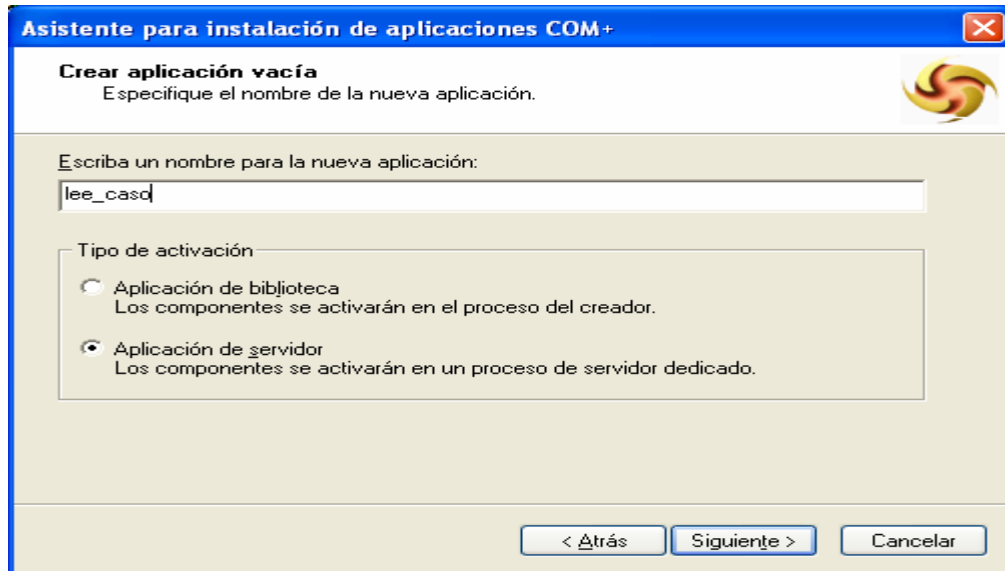 Asistente para instalación de aplicaciones COM+
Crear aplicación vacía
Especifique el nombre de la nueva aplicación.
Escriba un nombre para la nueva aplicación:
lee_caso
Tipo de activación
Aplicación de biblioteca
Los componentes se activarán en el proceso del creador.
Aplicación de servidor
Los componentes se activarán en un proceso de servidor dedicado.
< Atrás
Siguiente >
Cancelar